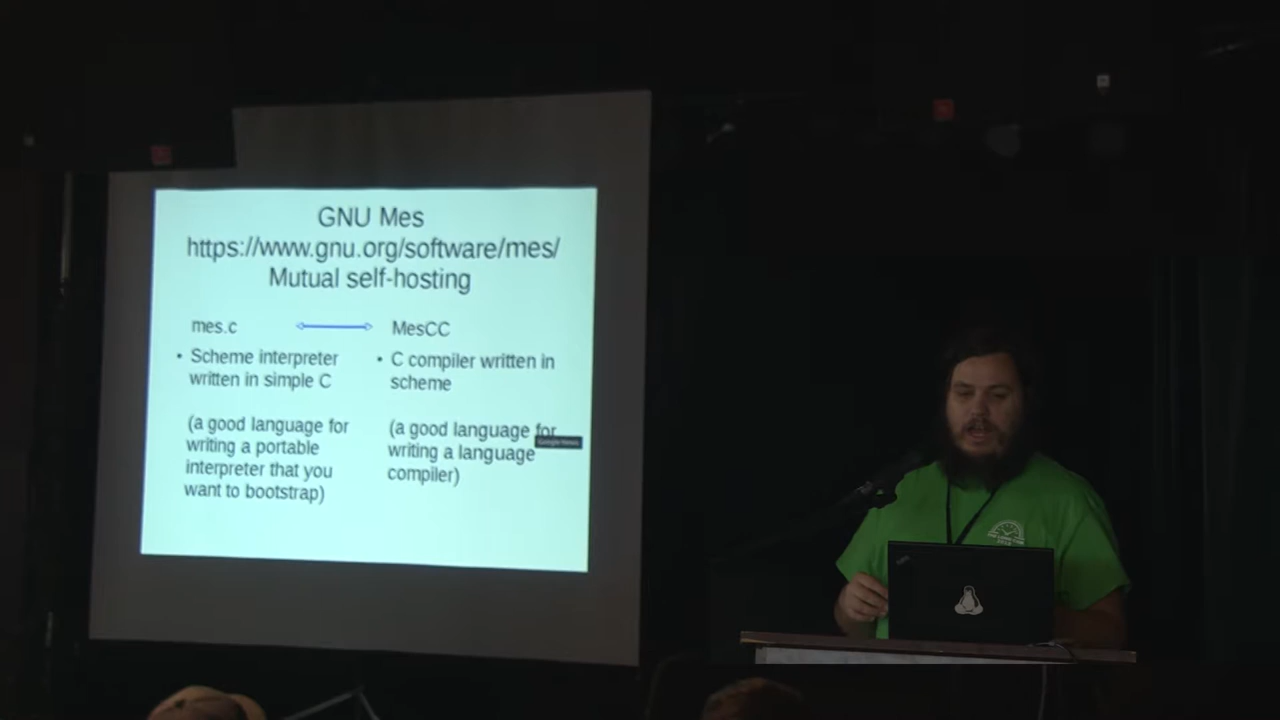 GNU Mes
https://www.gnu.org/software/mes/
Mutual self-hosting
mes.c
• Scheme interpreter
written in simple C
(a good language for
writing a portable
interpreter that you
want to bootstrap)
MesCC
• C compiler written in
scheme
(a good language for
writing a language
compiler)
Google News